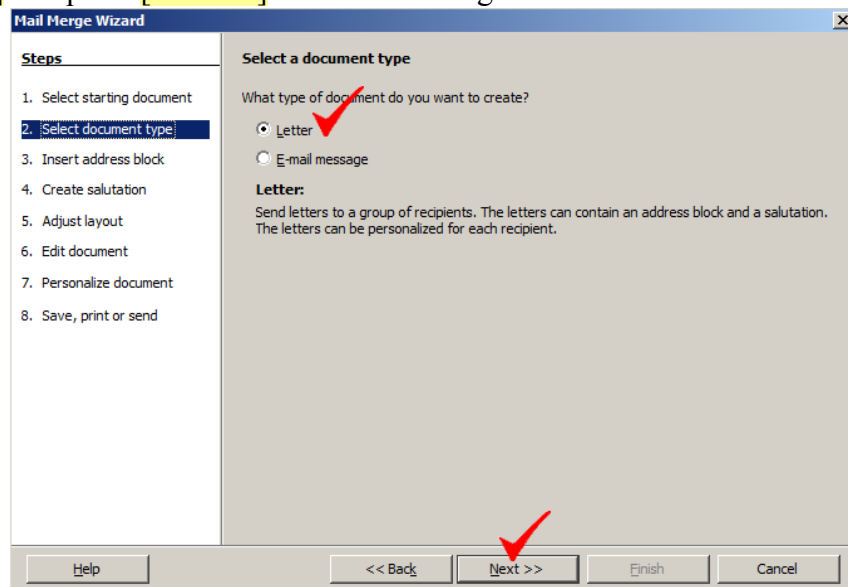 Mail Merge Wizard
Steps
1. Select starting document
2. Select document type
3. Insert address block
4. Create salutation
5. Adjust layout
6. Edit document
7. Personalize document
8. Save, print or send
Select a document type
What type of document do you want to create?
Letter
E-mail message
Letter:
Send letters to a group of recipients. The letters can contain an address block and a salutation.
The letters can be personalized for each recipient.
Help
<< Back
Next >>
Finish
Cancel